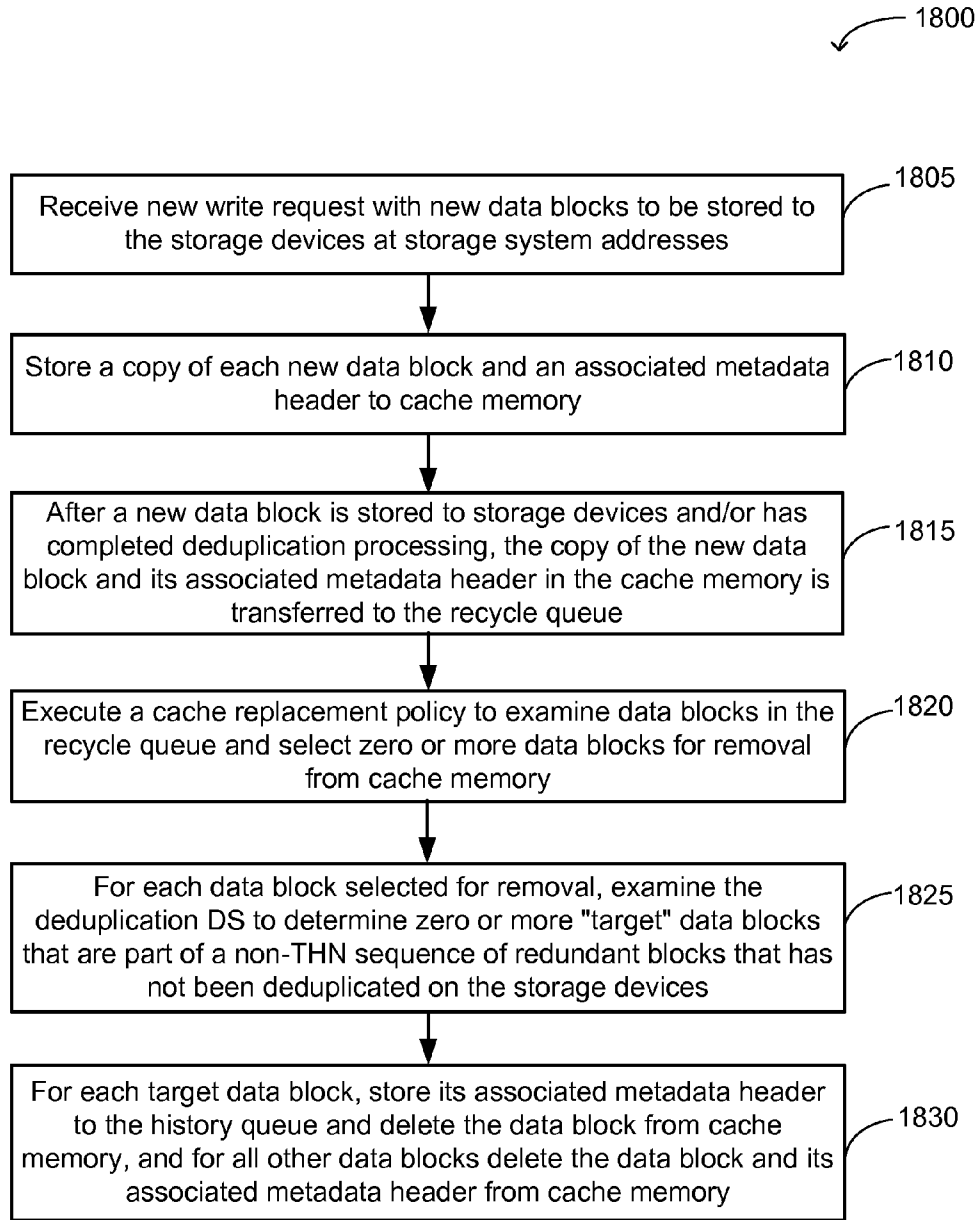 1800
1805
Receive new write request with new data blocks to be stored to
the storage devices at storage system addresses
1810
Store a copy of each new data block and an associated metadata
header to cache memory
1815
After a new data block is stored to storage devices and/or has
completed deduplication processing, the copy of the new data
block and its associated metadata header in the cache memory is
transferred to the recycle queue
1820
Execute a cache replacement policy to examine data blocks in the
recycle queue and select zero or more data blocks for removal
from cache memory
1825
For each data block selected for removal, examine the
deduplication DS to determine zero or more "target" data blocks
that are part of a non-THN sequence of redundant blocks that has
not been deduplicated on the storage devices
1830
For each target data block, store its associated metadata header
to the history queue and delete the data block from cache
memory, and for all other data blocks delete the data block and its
associated metadata header from cache memory